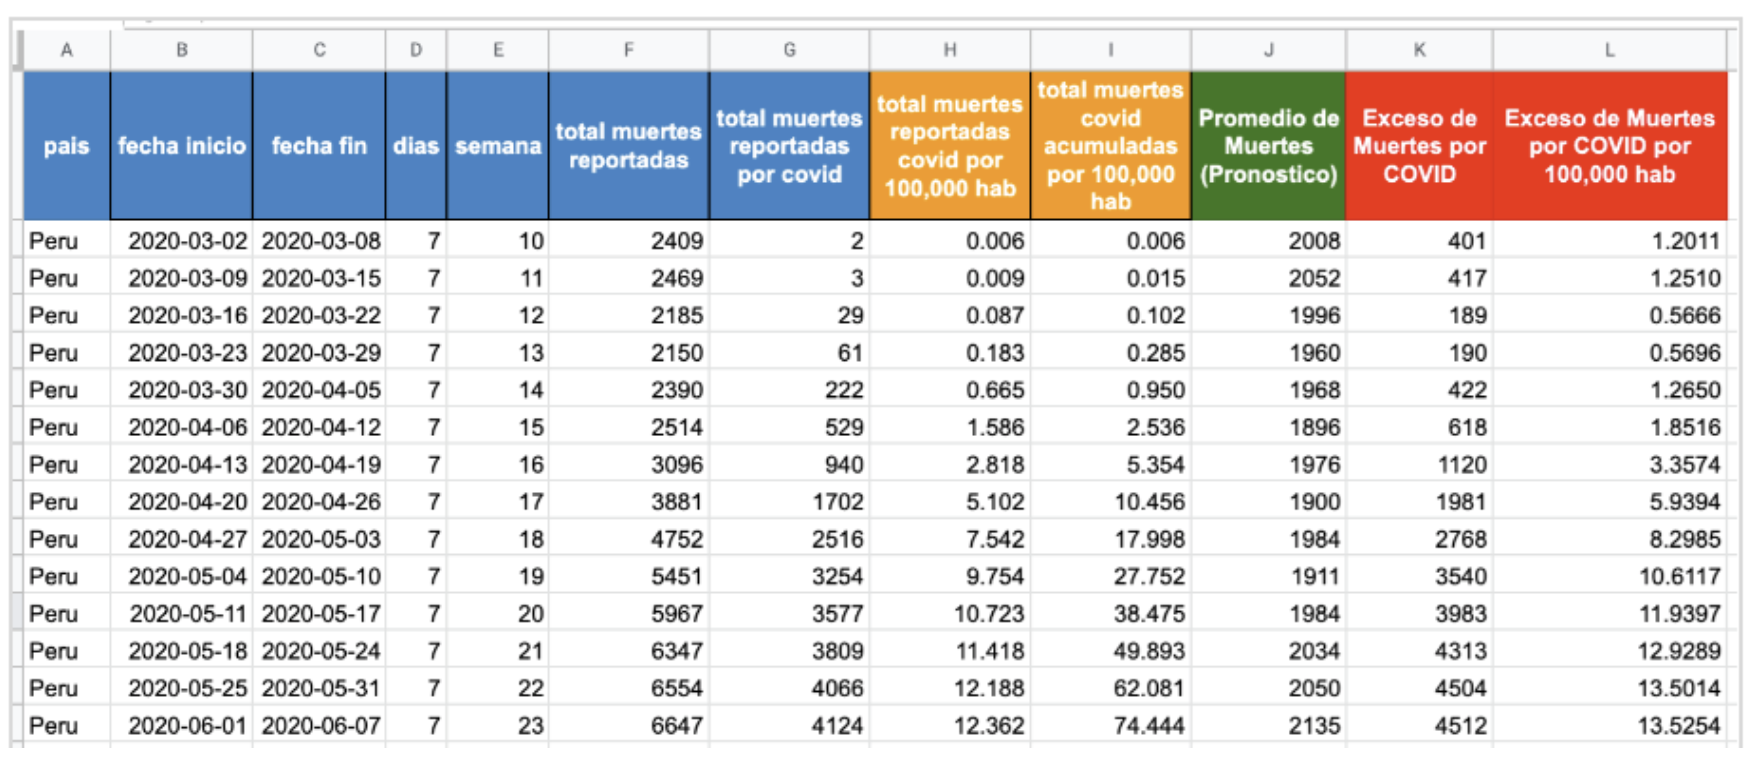 A B C D E F G H I J K L
pais fecha inicio fecha fin dias semana total muertes reportadas total muertes reportadas por covid total muertes reportadas covid por 100,000 hab total muertes covid acumuladas por 100,000 hab Promedio de Muertes (Pronostico) Exceso de Muertes por COVID Exceso de Muertes por COVID por 100,000 hab
Peru 2020-03-02 2020-03-08 7 10 2409 2 0.006 0.006 2008 401 1.2011
Peru 2020-03-09 2020-03-15 7 11 2469 3 0.009 0.015 2052 417 1.2510
Peru 2020-03-16 2020-03-22 7 12 2185 29 0.087 0.102 1996 189 0.5666
Peru 2020-03-23 2020-03-29 7 13 2150 61 0.183 0.285 1960 190 0.5696
Peru 2020-03-30 2020-04-05 7 14 2390 222 0.665 0.950 1968 422 1.2650
Peru 2020-04-06 2020-04-12 7 15 2514 529 1.586 2.536 1896 618 1.8516
Peru 2020-04-13 2020-04-19 7 16 3096 940 2.818 5.354 1976 1120 3.3574
Peru 2020-04-20 2020-04-26 7 17 3881 1702 5.102 10.456 1900 1981 5.9394
Peru 2020-04-27 2020-05-03 7 18 4752 2516 7.542 17.998 1984 2768 8.2985
Peru 2020-05-04 2020-05-10 7 19 5451 3254 9.754 27.752 1911 3540 10.6117
Peru 2020-05-11 2020-05-17 7 20 5967 3577 10.723 38.475 1984 3983 11.9397
Peru 2020-05-18 2020-05-24 7 21 6347 3809 11.418 49.893 2034 4313 12.9289
Peru 2020-05-25 2020-05-31 7 22 6554 4066 12.188 62.081 2050 4504 13.5014
Peru 2020-06-01 2020-06-07 7 23 6647 4124 12.362 74.444 2135 4512 13.5254